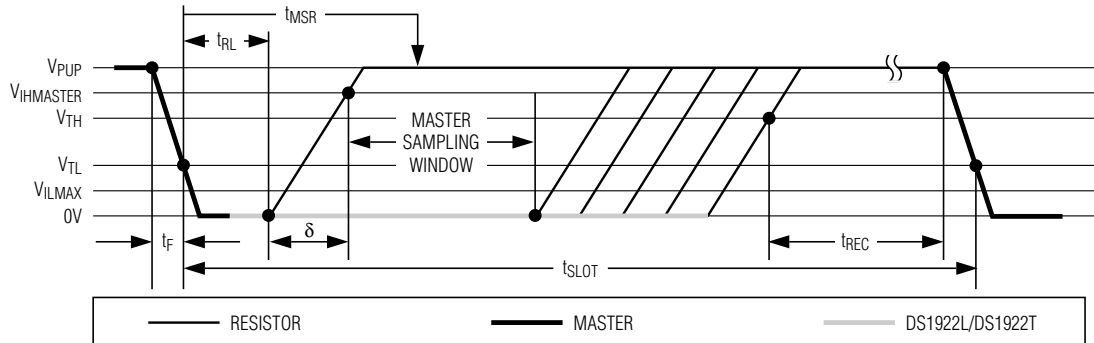 tMSR
tRL
VPUP
VIHMASTER
VTH
MASTER
SAMPLING
WINDOW
VTL
VILMAX
0V
tF
δ
tREC
tSLOT
RESISTOR
MASTER
DS1922L/DS1922T